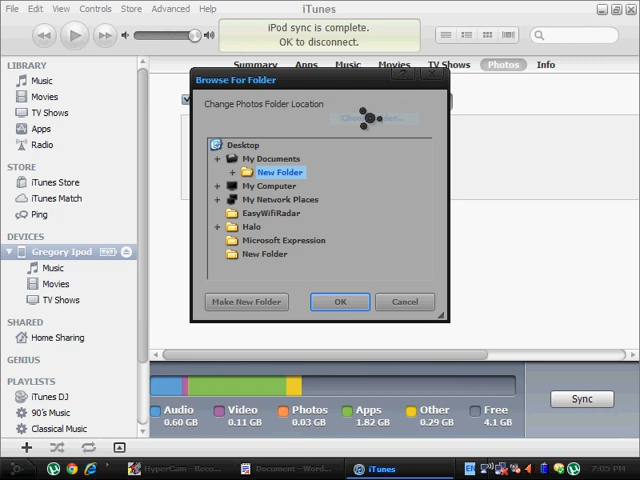 File Edit View Controls Store Advanced Help
iTunes
iPod sync is complete.
OK to disconnect.
LIBRARY
Music
Movies
TV Shows
Apps
Radio
STORE
iTunes Store
iTunes Match
Ping
DEVICES
Gregory Ipod
Music
Movies
TV Shows
SHARED
Home Sharing
GENIUS
PLAYLISTS
iTunes DJ
90's Music
Classical Music
Summary Apps Music Movies TV Shows Photos Info
Browse For Folder
Change Photos Folder Location
Desktop
My Documents
New Folder
My Computer
My Network Places
EasyWifiRadar
Halo
Microsoft Expression
New Folder
Make New Folder OK Cancel
Audio Video Photos Apps Other Free
0.60 GB 0.11 GB 0.03 GB 1.82 GB 0.29 GB 4.1 GB
Sync
HyperCam - Reco...
Document - Word...
iTunes
EN
7:05 PM